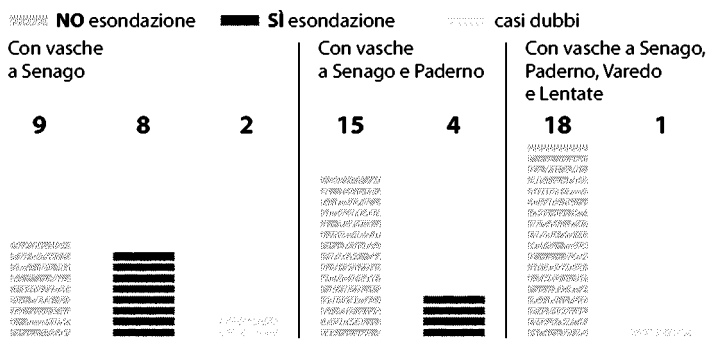 NO esondazione SÌ esondazione casi dubbi
Con vasche
a Senago
9 8 2
Con vasche
a Senago e Paderno
15 4
Con vasche a Senago,
Paderno, Varedo
e Lentate
18 1